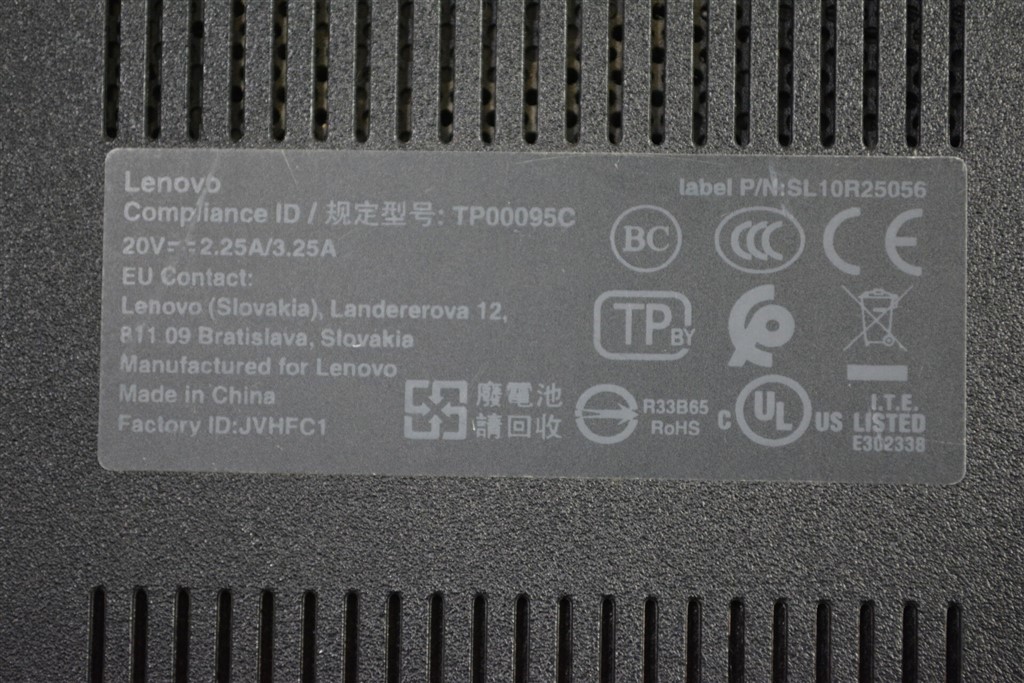 Lenovo
label P/N:SL10R25056
Compliance ID / 规定型号: TP00095C
20V⎓2.25A/3.25A
EU Contact:
Lenovo (Slovakia), Landererova 12,
811 09 Bratislava, Slovakia
Manufactured for Lenovo
Made in China
Factory ID:JVHFC1
BC
CCC
CE
TP BY
廢電池
請回收
R33B65
RoHS
C UL US
I.T.E.
LISTED
E302338